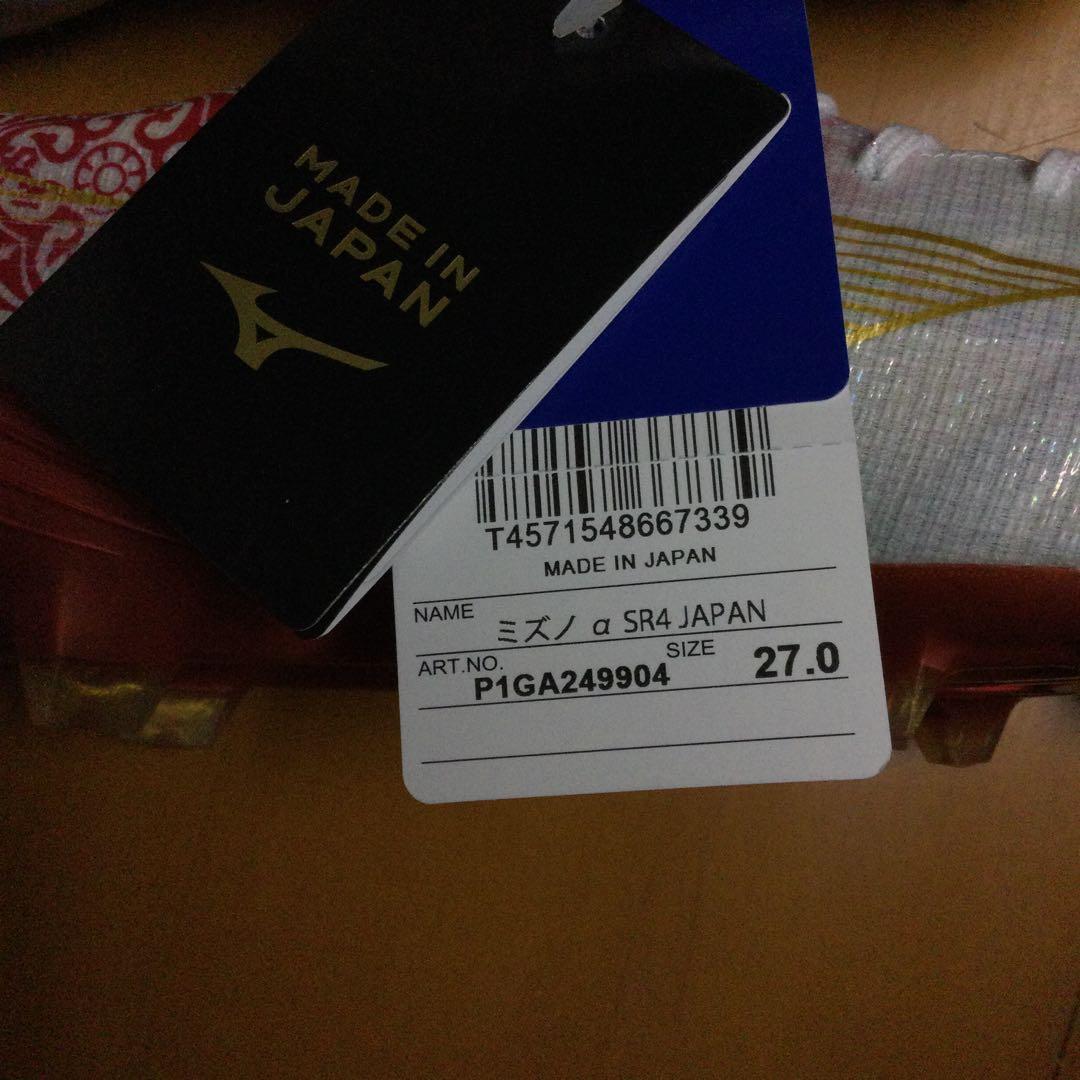 MADE IN
JAPAN
T4571548667339
MADE IN JAPAN
NAME
ミズノ α SR4 JAPAN
ART.NO.
P1GA249904
SIZE
27.0